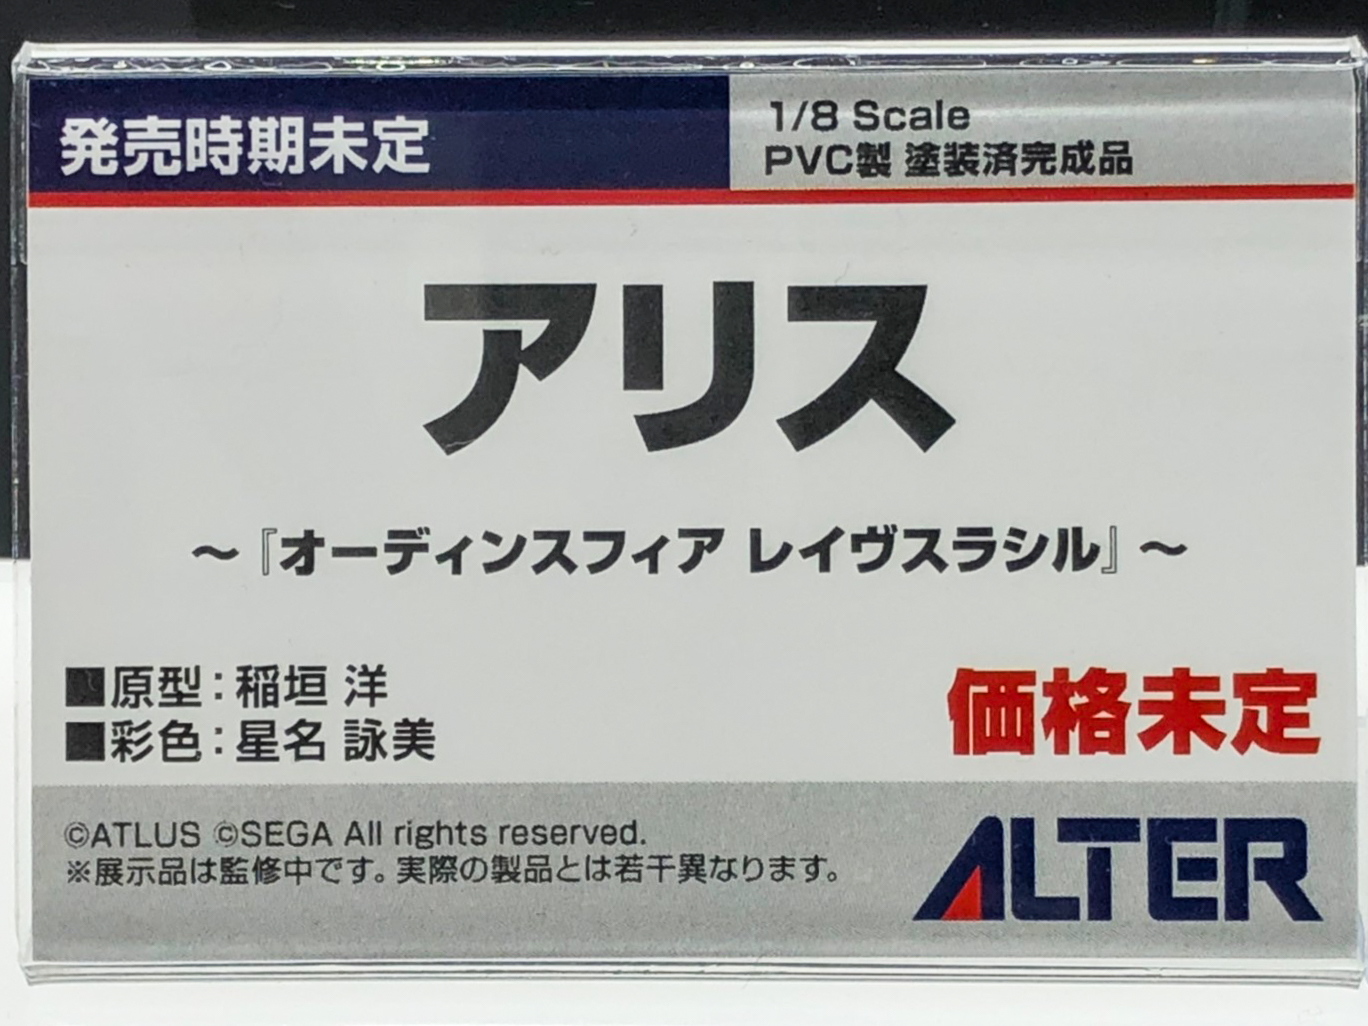 発売時期未定
1/8 Scale
PVC製 塗装済完成品
アリス
～『オーディンスフィア レイヴスラシル』～
■原型：稲垣 洋
■彩色：星名 詠美
価格未定
©ATLUS ©SEGA All rights reserved.
※展示品は監修中です。実際の製品とは若干異なります。
ALTER